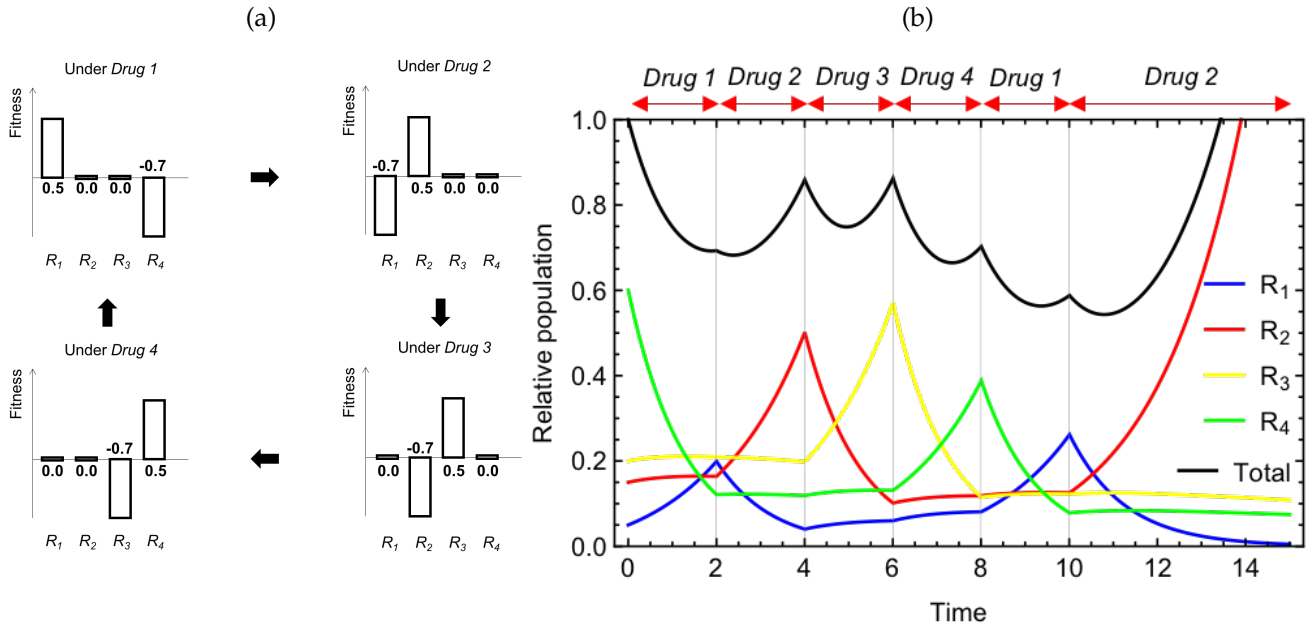 (a)
Under Drug 1
Fitness
0.5 0.0 0.0 -0.7
R1 R2 R3 R4
Under Drug 2
Fitness
-0.7 0.5 0.0 0.0
R1 R2 R3 R4
Under Drug 4
Fitness
0.0 0.0 -0.7 0.5
R1 R2 R3 R4
Under Drug 3
Fitness
0.0 -0.7 0.5 0.0
R1 R2 R3 R4
(b)
Drug 1 Drug 2 Drug 3 Drug 4 Drug 1 Drug 2
Relative population
1.0
0.8
0.6
0.4
0.2
0.0
R1
R2
R3
R4
Total
0 2 4 6 8 10 12 14
Time